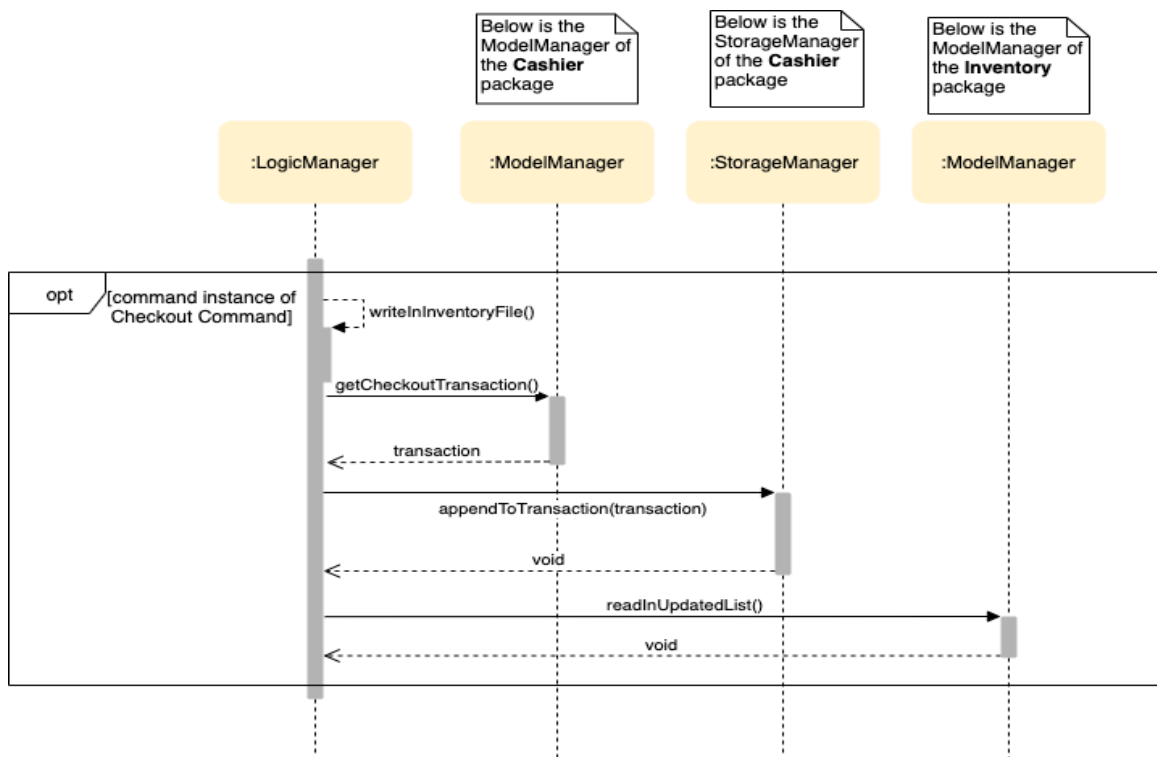 Below is the
ModelManager of
the Cashier
package
Below is the
StorageManager
of the Cashier
package
Below is the
ModelManager of
the Inventory
package
:LogicManager
:ModelManager
:StorageManager
:ModelManager
opt
[command instance of
Checkout Command]
writeInInventoryFile()
getCheckoutTransaction()
transaction
appendToTransaction(transaction)
void
readInUpdatedList()
void